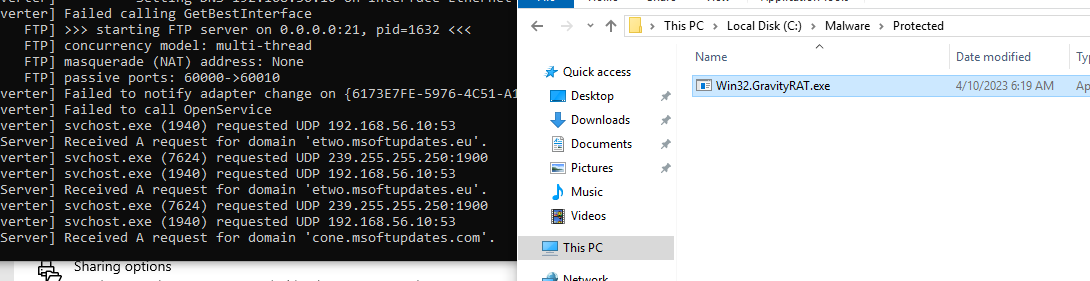 verter] Failed calling GetBestInterface
FTP] >>> starting FTP server on 0.0.0.0:21, pid=1632 <<<
FTP] concurrency model: multi-thread
FTP] masquerade (NAT) address: None
FTP] passive ports: 60000->60010
verter] Failed to notify adapter change on {6173E7FE-5976-4C51-A1
verter] Failed to call OpenService
verter] svchost.exe (1940) requested UDP 192.168.56.10:53
Server] Received A request for domain 'etwo.msoftupdates.eu'.
verter] svchost.exe (7624) requested UDP 239.255.255.250:1900
verter] svchost.exe (1940) requested UDP 192.168.56.10:53
Server] Received A request for domain 'etwo.msoftupdates.eu'.
verter] svchost.exe (7624) requested UDP 239.255.255.250:1900
verter] svchost.exe (1940) requested UDP 192.168.56.10:53
Server] Received A request for domain 'cone.msoftupdates.com'.
Sharing options
This PC > Local Disk (C:) > Malware > Protected
Quick access
Desktop
Downloads
Documents
Pictures
Music
Videos
This PC
Network
Name Date modified Ty
Win32.GravityRAT.exe 4/10/2023 6:19 AM Ap